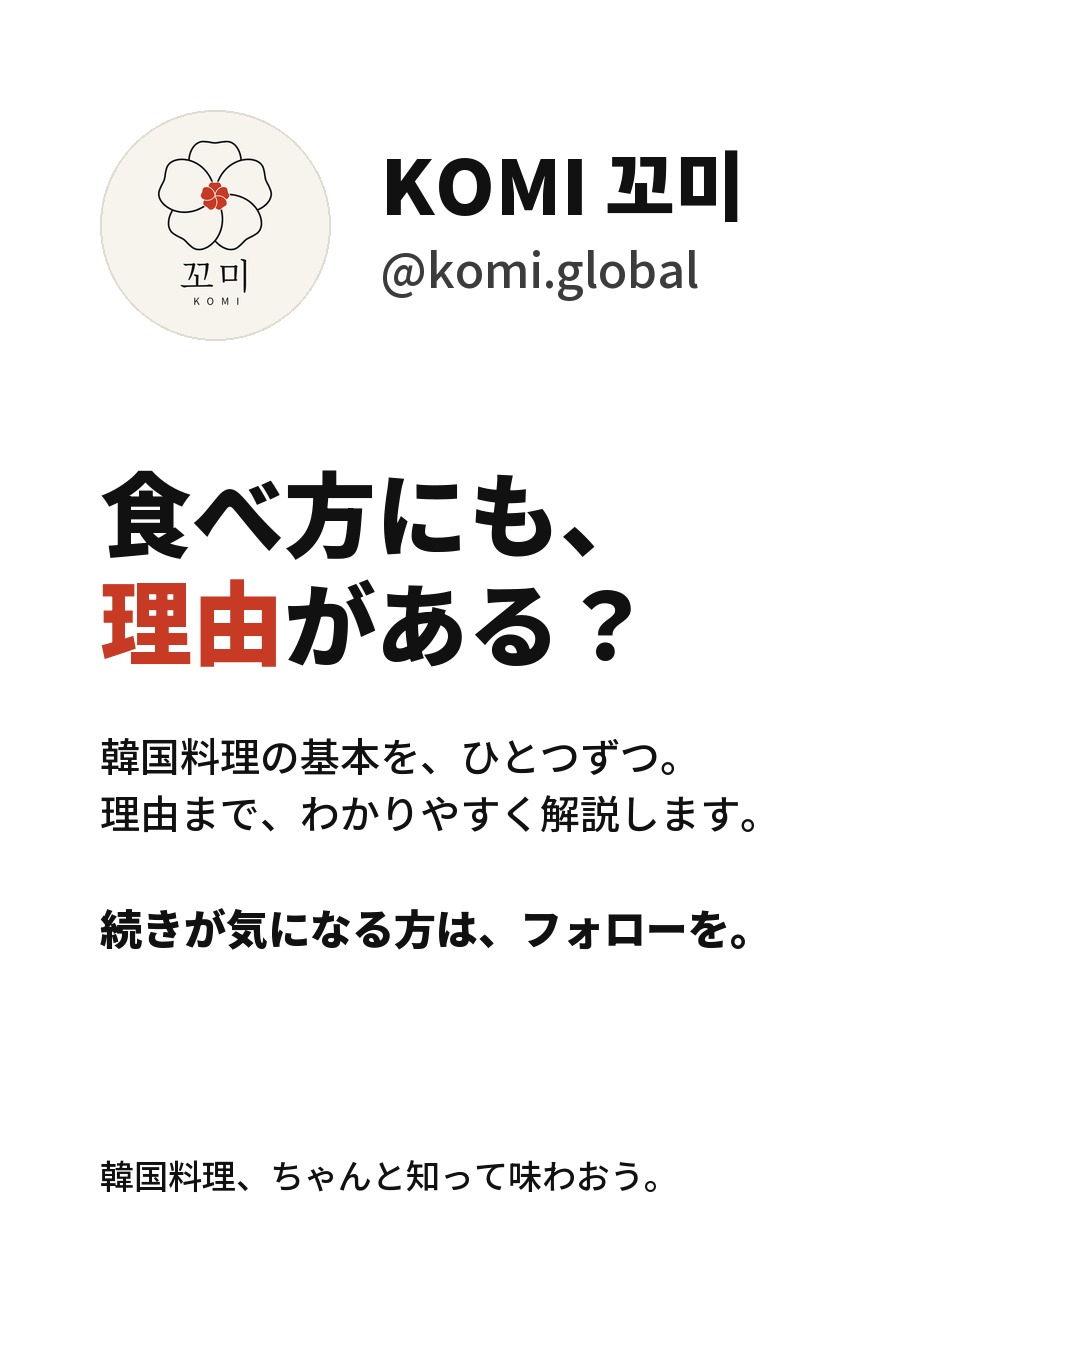 꼬미
KOMI
KOMI 꼬미
@komi.global
食べ方にも、
理由がある？
韓国料理の基本を、ひとつずつ。
理由まで、わかりやすく解説します。
続きが気になる方は、フォローを。
韓国料理、ちゃんと知って味わおう。